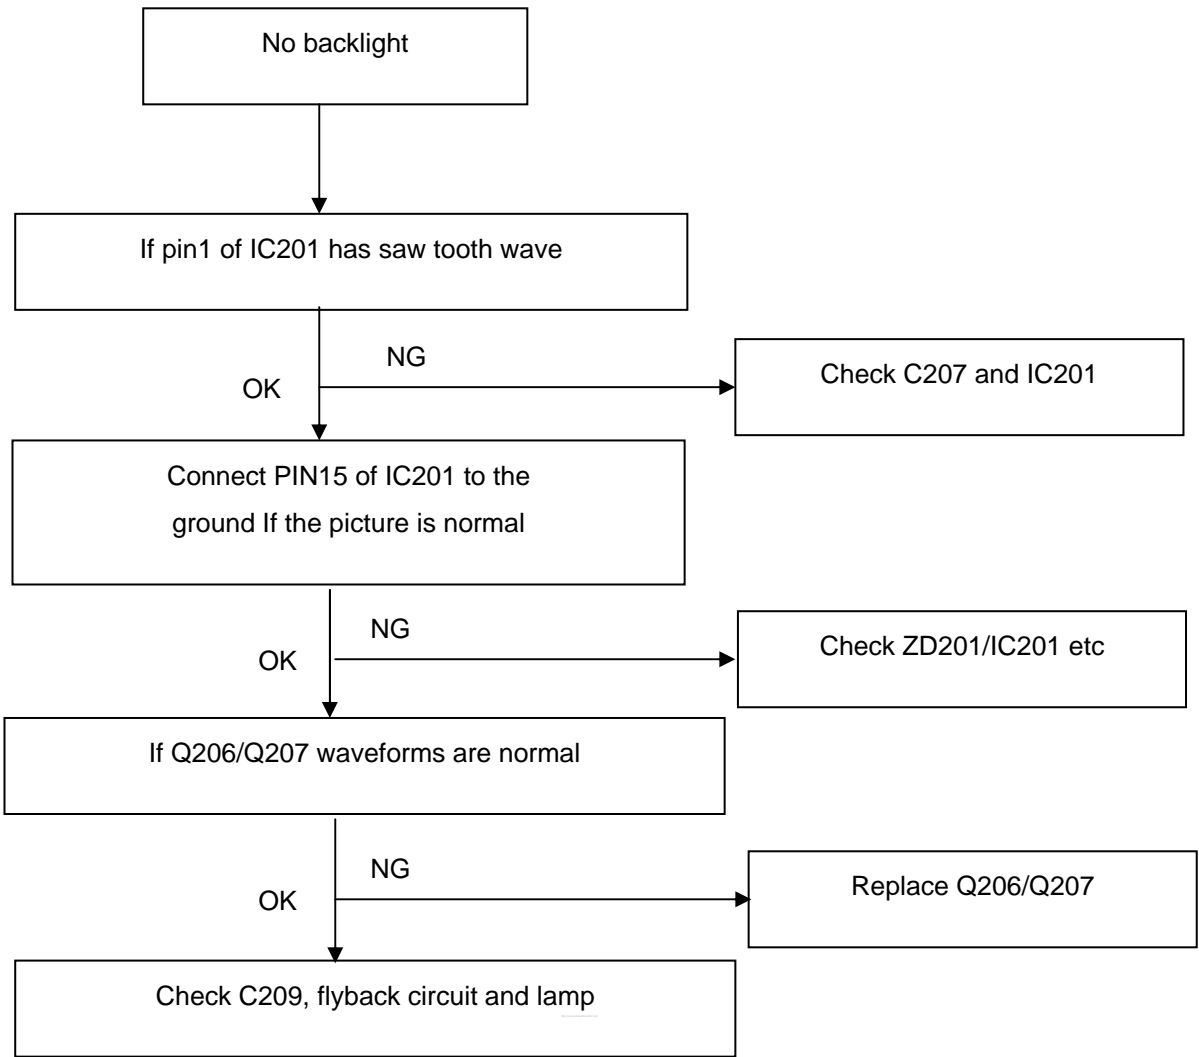 No backlight
If pin1 of IC201 has saw tooth wave
NG
OK
Check C207 and IC201
Connect PIN15 of IC201 to the
ground If the picture is normal
NG
OK
Check ZD201/IC201 etc
If Q206/Q207 waveforms are normal
NG
OK
Replace Q206/Q207
Check C209, flyback circuit and lamp